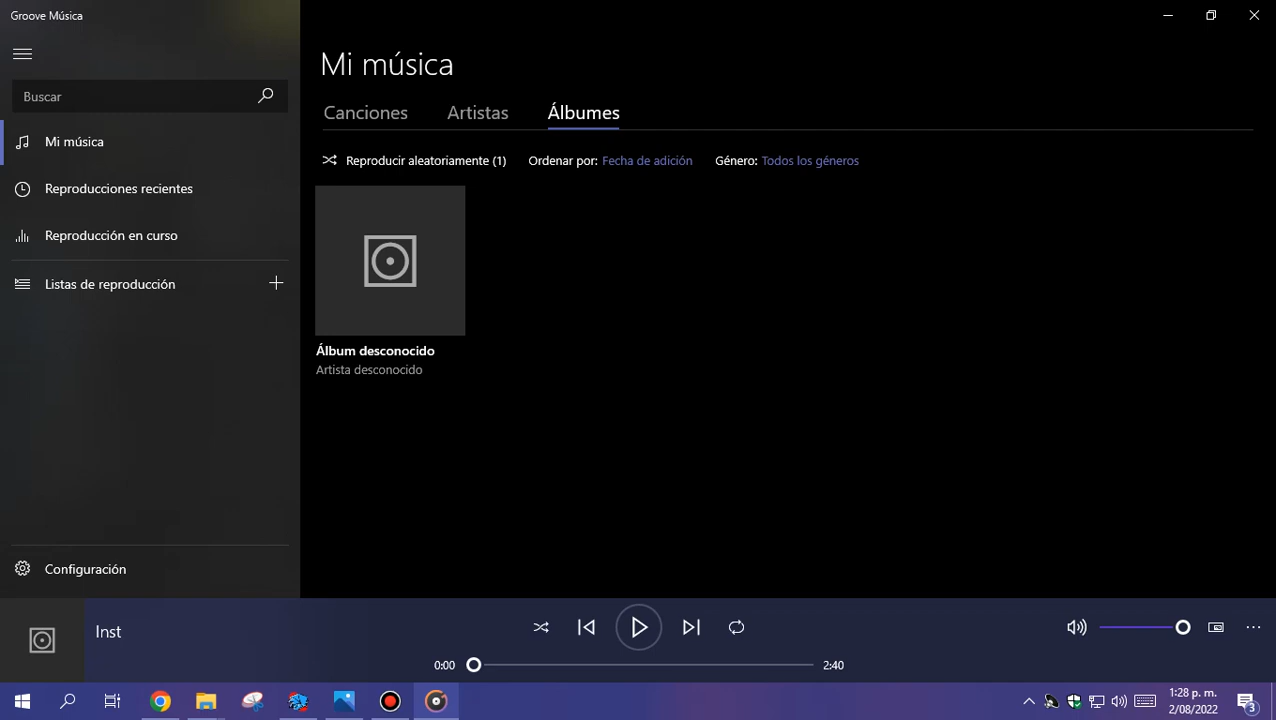 Groove Música
Buscar
Mi música
Reproducciones recientes
Reproducción en curso
Listas de reproducción
Configuración
Mi música
Canciones Artistas Álbumes
Reproducir aleatoriamente (1) Ordenar por: Fecha de adición Género: Todos los géneros
Álbum desconocido
Artista desconocido
Inst
0:00 2:40
1:28 p. m.
2/08/2022
3